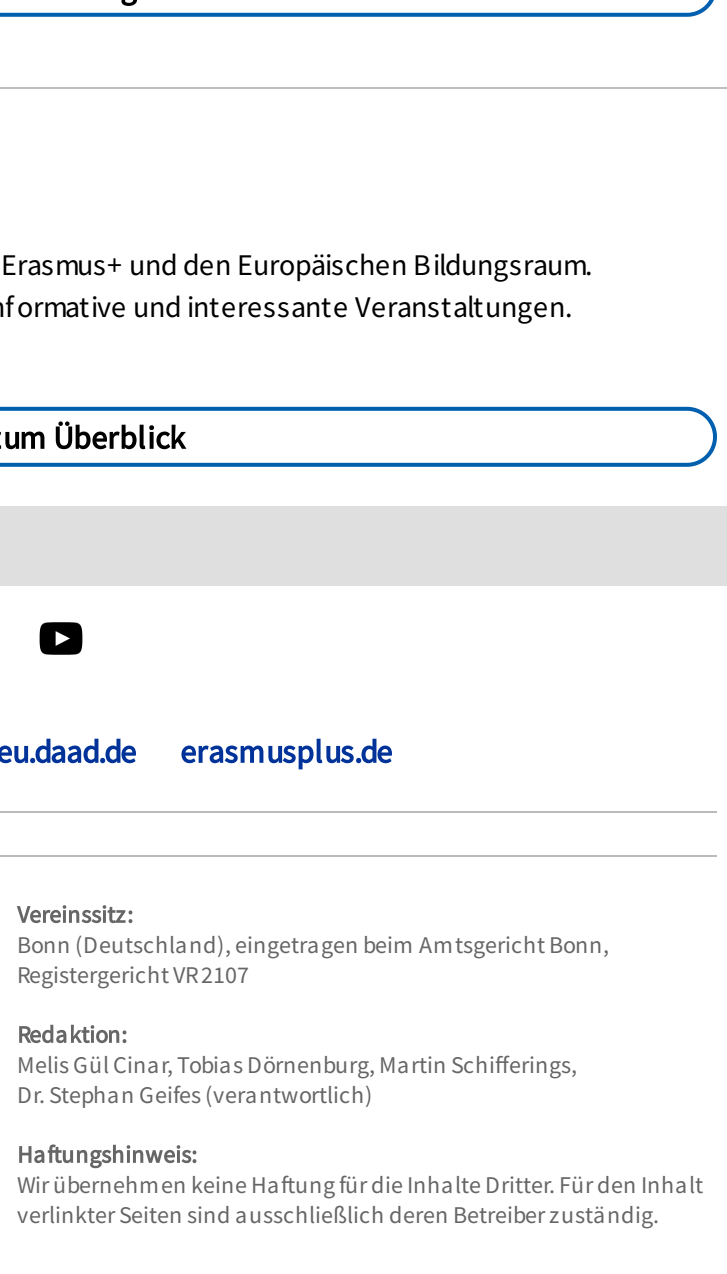 Erasmus+ und den Europäischen Bildungsraum.
nformative und interessante Veranstaltungen.
zum Überblick
eu.daad.de erasmusplus.de
Vereinssitz:
Bonn (Deutschland), eingetragen beim Amtsgericht Bonn,
Registergericht VR2107
Redaktion:
Melis Gül Cinar, Tobias Dörnenburg, Martin Schifferings,
Dr. Stephan Geifes (verantwortlich)
Haftungshinweis:
Wir übernehmen keine Haftung für die Inhalte Dritter. Für den Inhalt
verlinkter Seiten sind ausschließlich deren Betreiber zuständig.